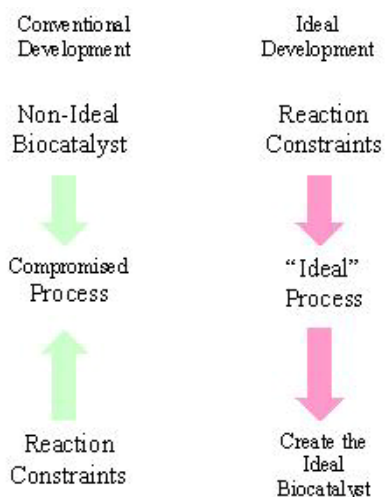 Conventional
Development
Non-Ideal
Biocatalyst
Compromised
Process
Reaction
Constraints
Ideal
Development
Reaction
Constraints
“Ideal”
Process
Create the
Ideal
Biocatalyst